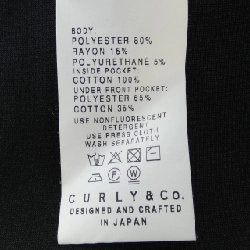 BODY:
POLYESTER 80%
RAYON 15%
POLYURETHANE 5%
INSIDE POCKET:
COTTON 100%
UNDER FRONT POCKET:
POLYESTER 65%
COTTON 35%
USE NONFLUORESCENT
DETERGENT
USE PRESS CLOTH
WASH SEPARATELY
F W
CURLY&CO.
DESIGNED AND CRAFTED
IN JAPAN